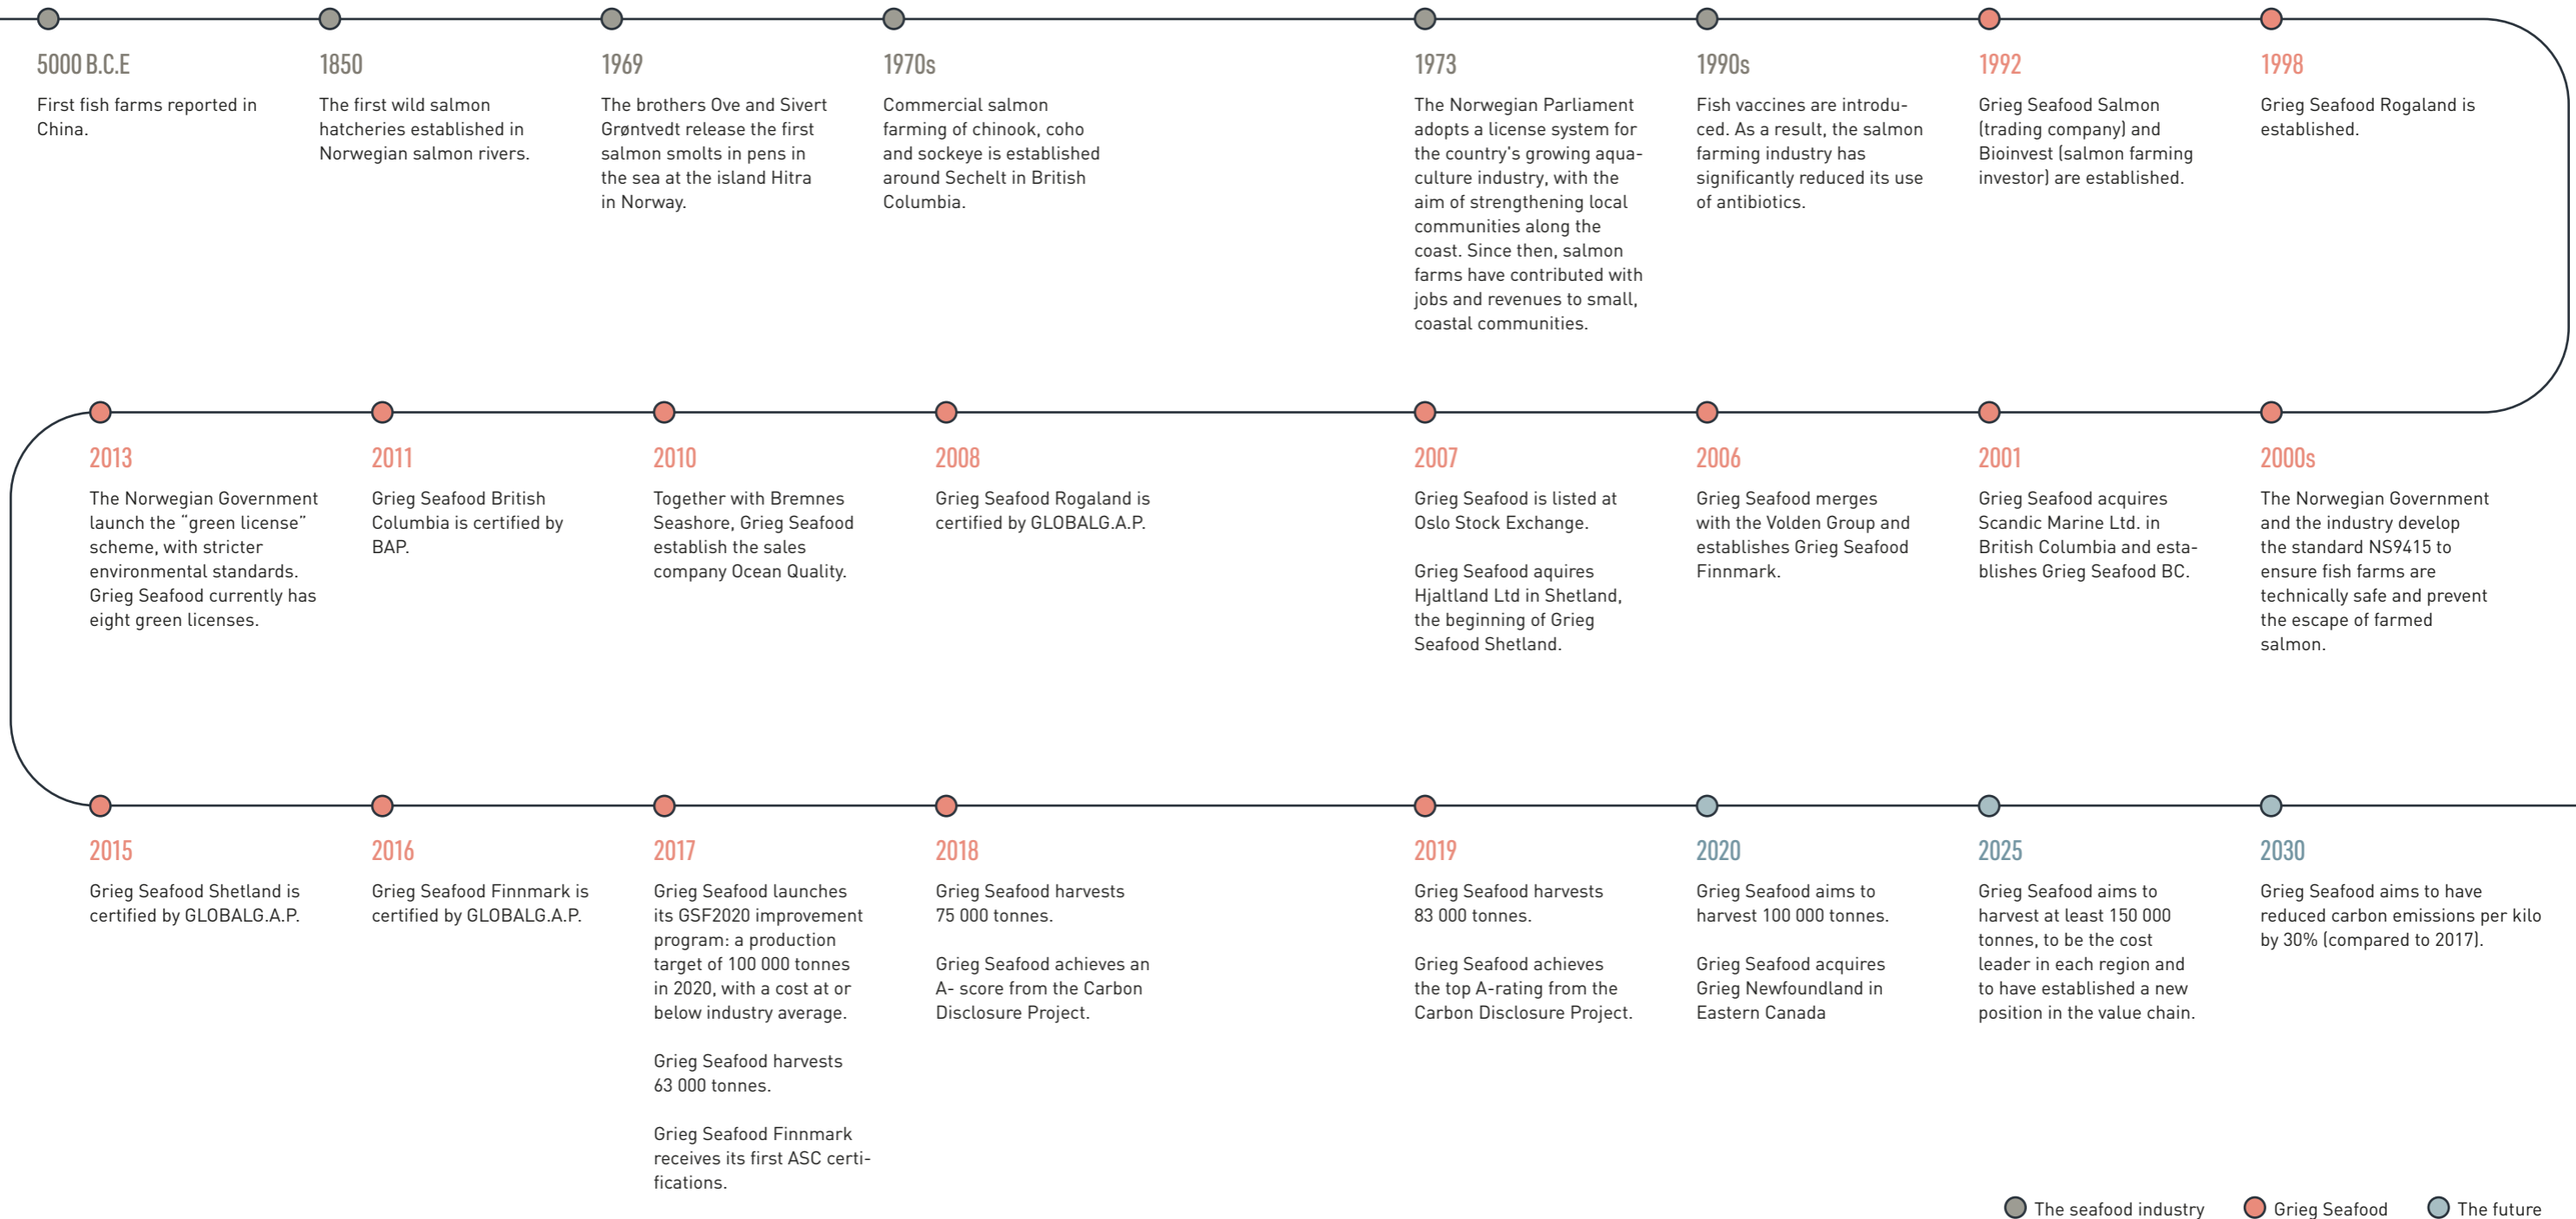 5000 B.C.E
First fish farms reported in
China.
1850
The first wild salmon
hatcheries established in
Norwegian salmon rivers.
1969
The brothers Ove and Sivert
Grøntvedt release the first
salmon smolts in pens in
the sea at the island Hitra
in Norway.
1970s
Commercial salmon
farming of chinook, coho
and sockeye is established
around Sechelt in British
Columbia.
1973
The Norwegian Parliament
adopts a license system for
the country's growing aqua-
culture industry, with the
aim of strengthening local
communities along the
coast. Since then, salmon
farms have contributed with
jobs and revenues to small,
coastal communities.
1990s
Fish vaccines are introdu-
ced. As a result, the salmon
farming industry has
significantly reduced its use
of antibiotics.
1992
Grieg Seafood Salmon
(trading company) and
Bioinvest (salmon farming
investor) are established.
1998
Grieg Seafood Rogaland is
established.
2013
The Norwegian Government
launch the "green license"
scheme, with stricter
environmental standards.
Grieg Seafood currently has
eight green licenses.
2011
Grieg Seafood British
Columbia is certified by
BAP.
2010
Together with Bremnes
Seashore, Grieg Seafood
establish the sales
company Ocean Quality.
2008
Grieg Seafood Rogaland is
certified by GLOBALG.A.P.
2007
Grieg Seafood is listed at
Oslo Stock Exchange.
Grieg Seafood aquires
Hjaltland Ltd in Shetland,
the beginning of Grieg
Seafood Shetland.
2006
Grieg Seafood merges
with the Volden Group and
establishes Grieg Seafood
Finnmark.
2001
Grieg Seafood acquires
Scandic Marine Ltd. in
British Columbia and esta-
blishes Grieg Seafood BC.
2000s
The Norwegian Government
and the industry develop
the standard NS9415 to
ensure fish farms are
technically safe and prevent
the escape of farmed
salmon.
2015
Grieg Seafood Shetland is
certified by GLOBALG.A.P.
2016
Grieg Seafood Finnmark is
certified by GLOBALG.A.P.
2017
Grieg Seafood launches
its GSF2020 improvement
program: a production
target of 100 000 tonnes
in 2020, with a cost at or
below industry average.
Grieg Seafood harvests
63 000 tonnes.
Grieg Seafood Finnmark
receives its first ASC certi-
fications.
2018
Grieg Seafood harvests
75 000 tonnes.
Grieg Seafood achieves an
A- score from the Carbon
Disclosure Project.
2019
Grieg Seafood harvests
83 000 tonnes.
Grieg Seafood achieves
the top A-rating from the
Carbon Disclosure Project.
2020
Grieg Seafood aims to
harvest 100 000 tonnes.
Grieg Seafood acquires
Grieg Newfoundland in
Eastern Canada
2025
Grieg Seafood aims to
harvest at least 150 000
tonnes, to be the cost
leader in each region and
to have established a new
position in the value chain.
2030
Grieg Seafood aims to have
reduced carbon emissions per kilo
by 30% (compared to 2017).
The seafood industry
Grieg Seafood
The future